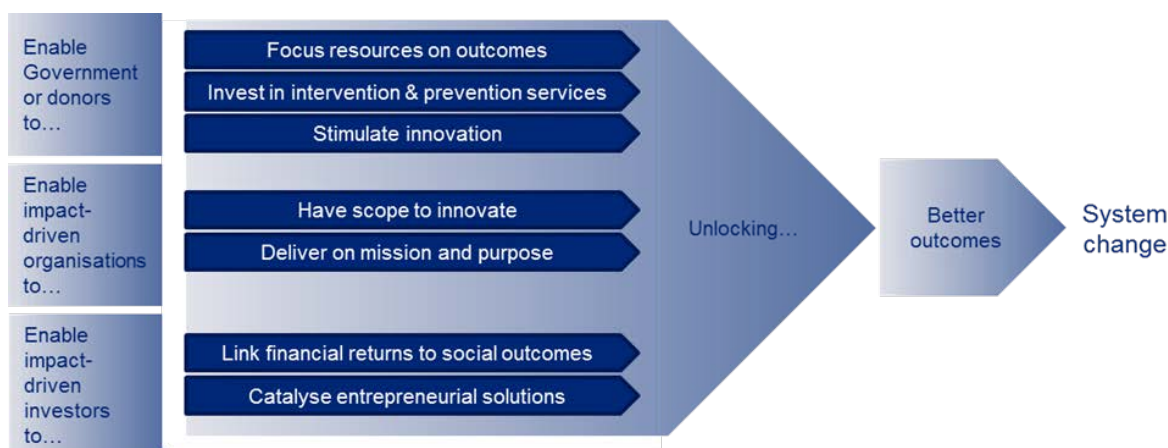 Enable
Government
or donors
to…
Focus resources on outcomes
Invest in intervention & prevention services
Stimulate innovation
Enable
impact-
driven
organisations
to…
Have scope to innovate
Deliver on mission and purpose
Enable
impact-
driven
investors
to…
Link financial returns to social outcomes
Catalyse entrepreneurial solutions
Unlocking…
Better
outcomes
System
change